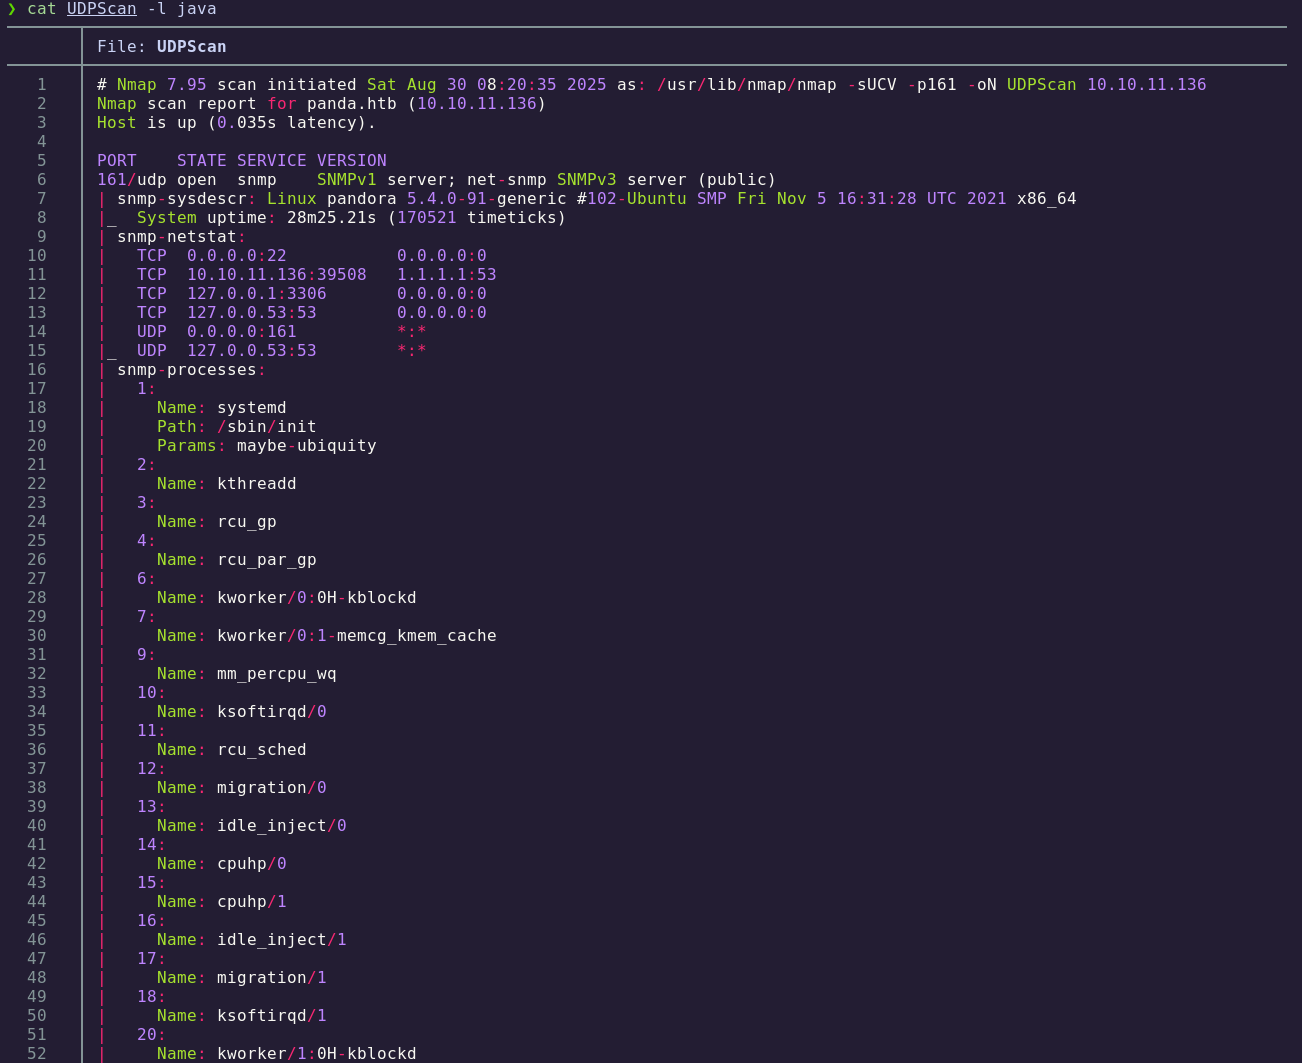 ❯ cat UDPScan -l java
File: UDPScan
1 # Nmap 7.95 scan initiated Sat Aug 30 08:20:35 2025 as: /usr/lib/nmap/nmap -sUCV -p161 -oN UDPScan 10.10.11.136
2 Nmap scan report for panda.htb (10.10.11.136)
3 Host is up (0.035s latency).
4
5 PORT    STATE SERVICE VERSION
6 161/udp open  snmp    SNMPv1 server; net-snmp SNMPv3 server (public)
7 | snmp-sysdescr: Linux pandora 5.4.0-91-generic #102-Ubuntu SMP Fri Nov 5 16:31:28 UTC 2021 x86_64
8 |_  System uptime: 28m25.21s (170521 timeticks)
9 | snmp-netstat:
10 |   TCP  0.0.0.0:22           0.0.0.0:0
11 |   TCP  10.10.11.136:39508   1.1.1.1:53
12 |   TCP  127.0.0.1:3306       0.0.0.0:0
13 |   TCP  127.0.0.53:53        0.0.0.0:0
14 |   UDP  0.0.0.0:161          *:*
15 |_  UDP  127.0.0.53:53        *:*
16 | snmp-processes:
17 |   1:
18 |     Name: systemd
19 |     Path: /sbin/init
20 |     Params: maybe-ubiquity
21 |   2:
22 |     Name: kthreadd
23 |   3:
24 |     Name: rcu_gp
25 |   4:
26 |     Name: rcu_par_gp
27 |   6:
28 |     Name: kworker/0:0H-kblockd
29 |   7:
30 |     Name: kworker/0:1-memcg_kmem_cache
31 |   9:
32 |     Name: mm_percpu_wq
33 |   10:
34 |     Name: ksoftirqd/0
35 |   11:
36 |     Name: rcu_sched
37 |   12:
38 |     Name: migration/0
39 |   13:
40 |     Name: idle_inject/0
41 |   14:
42 |     Name: cpuhp/0
43 |   15:
44 |     Name: cpuhp/1
45 |   16:
46 |     Name: idle_inject/1
47 |   17:
48 |     Name: migration/1
49 |   18:
50 |     Name: ksoftirqd/1
51 |   20:
52 |     Name: kworker/1:0H-kblockd